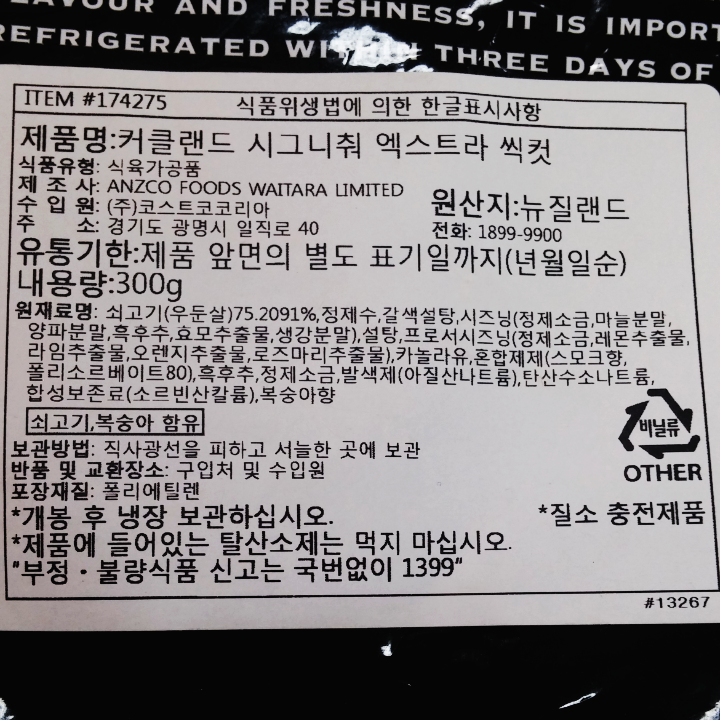 LAVOUR AND FRESHNESS, IT IS IMPORT
REFRIGERATED WITHIN THREE DAYS OF
ITEM #174275 식품위생법에 의한 한글표시사항
제품명:커클랜드 시그니춰 엑스트라 씩컷
식품유형: 식육가공품
제 조 사: ANZCO FOODS WAITARA LIMITED
수 입 원: (주)코스트코코리아 원산지:뉴질랜드
주 소: 경기도 광명시 일직로 40 전화: 1899-9900
유통기한:제품 앞면의 별도 표기일까지(년월일순)
내용량:300g
원재료명: 쇠고기(우둔살)75.2091%,정제수,갈색설탕,시즈닝(정제소금,마늘분말,
양파분말,흑후추,효모추출물,생강분말),설탕,프로서시즈닝(정제소금,레몬추출물,
라임추출물,오렌지추출물,로즈마리추출물),카놀라유,혼합제제(스모크향,
폴리소르베이트80),흑후추,정제소금,발색제(아질산나트륨),탄산수소나트륨,
합성보존료(소르빈산칼륨),복숭아향
쇠고기,복숭아 함유
비닐류
OTHER
보관방법: 직사광선을 피하고 서늘한 곳에 보관
반품 및 교환장소: 구입처 및 수입원
포장재질: 폴리에틸렌
*개봉 후 냉장 보관하십시오. *질소 충전제품
*제품에 들어있는 탈산소제는 먹지 마십시오.
"부정・불량식품 신고는 국번없이 1399"
#13267